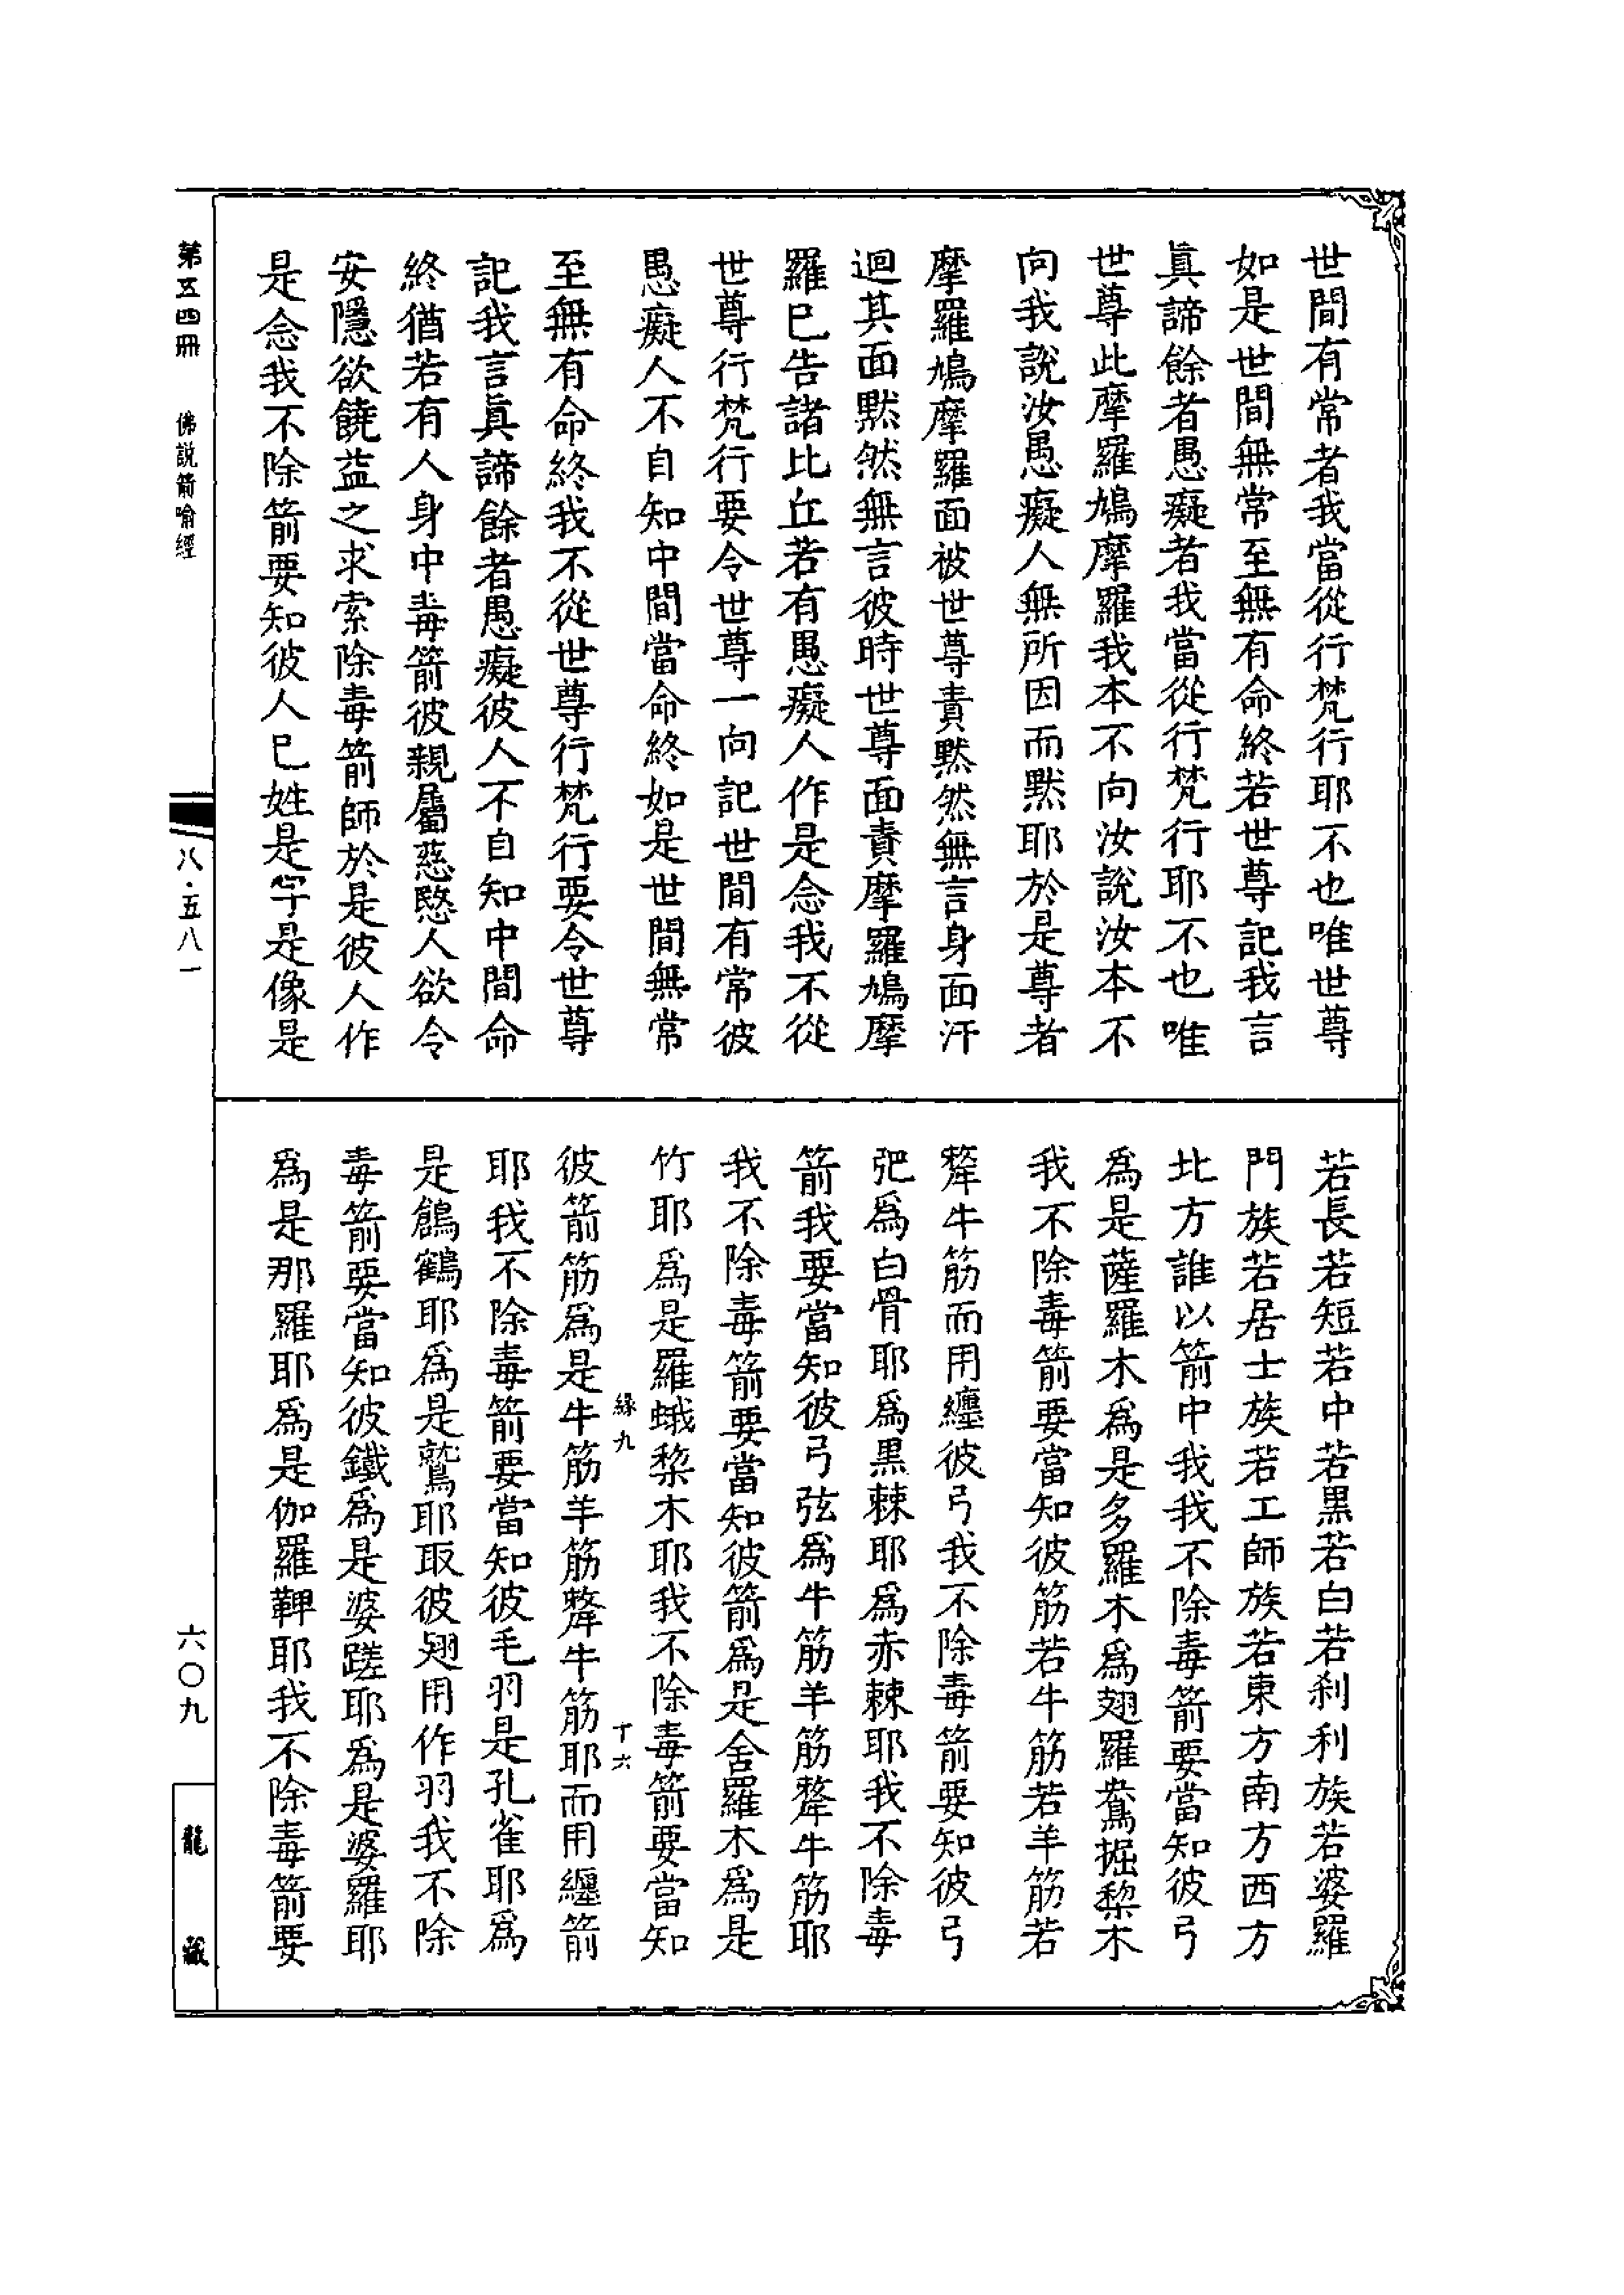 世間有常者我當從行梵行耶不也唯世尊
如是世間無常至無有命終若世尊記我言
眞諦餘者愚癡者我當從行梵行耶不也唯
世尊此摩羅鳩摩羅我本不向汝說汝本不
向我說汝愚癡人無所因而默耶於是尊者
摩羅鳩摩羅面被世尊責默然無言身面汗
迴其面默然無言彼時世尊面責摩羅鳩摩
羅已告諸比丘若有愚癡人作是念我不從
世尊行梵行要令世尊一向記世間有常彼
愚癡人不自知中間當命終如是世間無常
至無有命終我不從世尊行梵行要令世尊
記我言眞諦餘者愚癡彼人不自知中間命
終猶若有人身中毒箭彼親屬慈愍人欲令
安隱欲饒益之求索除毒箭師於是彼人作
是念我不除箭要知彼人已姓是字是像是
若長若短若中若黒若白若刹利族若婆羅
門族若居士族若工師族若東方南方西方
北方誰以箭中我我不除毒箭要當知彼弓
爲是薩羅木爲是多羅木爲翅羅鴦掘梨木
我不除毒箭要當知彼筋若牛筋若羊筋若
犛牛筋而用纏彼弓我不除毒箭要知彼弓
弝爲白骨耶爲黒棘耶爲赤棘耶我不除毒
箭我要當知彼弓弦爲牛筋羊筋犛牛筋耶
我不除毒箭要當知彼箭爲是舍羅木爲是
竹耶爲是羅蛾梨木耶我不除毒箭要當知
緣九 十六
彼箭筋爲是牛筋羊筋犛牛筋耶而用纏箭
耶我不除毒箭要當知彼毛羽是孔雀耶爲
是鶬鶴耶爲是鷲耶取彼翅用作羽我不除
毒箭要當知彼鐵爲是婆蹉耶爲是婆羅耶
爲是那羅耶爲是伽羅鞞耶我不除毒箭要
第五四冊 佛說箭喻經
八·五八一
六〇九
龍藏